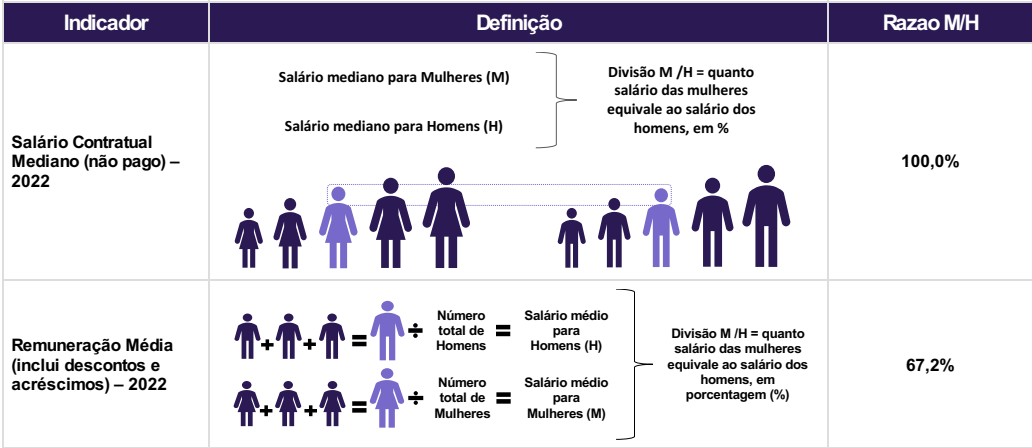 Indicador
Definição
Razao M/H
Salário Contratual
Mediano (não pago) –
2022
Salário mediano para Mulheres (M)
Salário mediano para Homens (H)
Divisão M /H = quanto
salário das mulheres
equivale ao salário dos
homens, em %
100,0%
Remuneração Média
(inclui descontos e
acréscimos) – 2022
+ + = ÷
Número
total de
Homens
=
Salário médio
para
Homens (H)
+ + = ÷
Número
total de
Mulheres
=
Salário médio
para
Mulheres (M)
Divisão M /H = quanto
salário das mulheres
equivale ao salário dos
homens, em
porcentagem (%)
67,2%